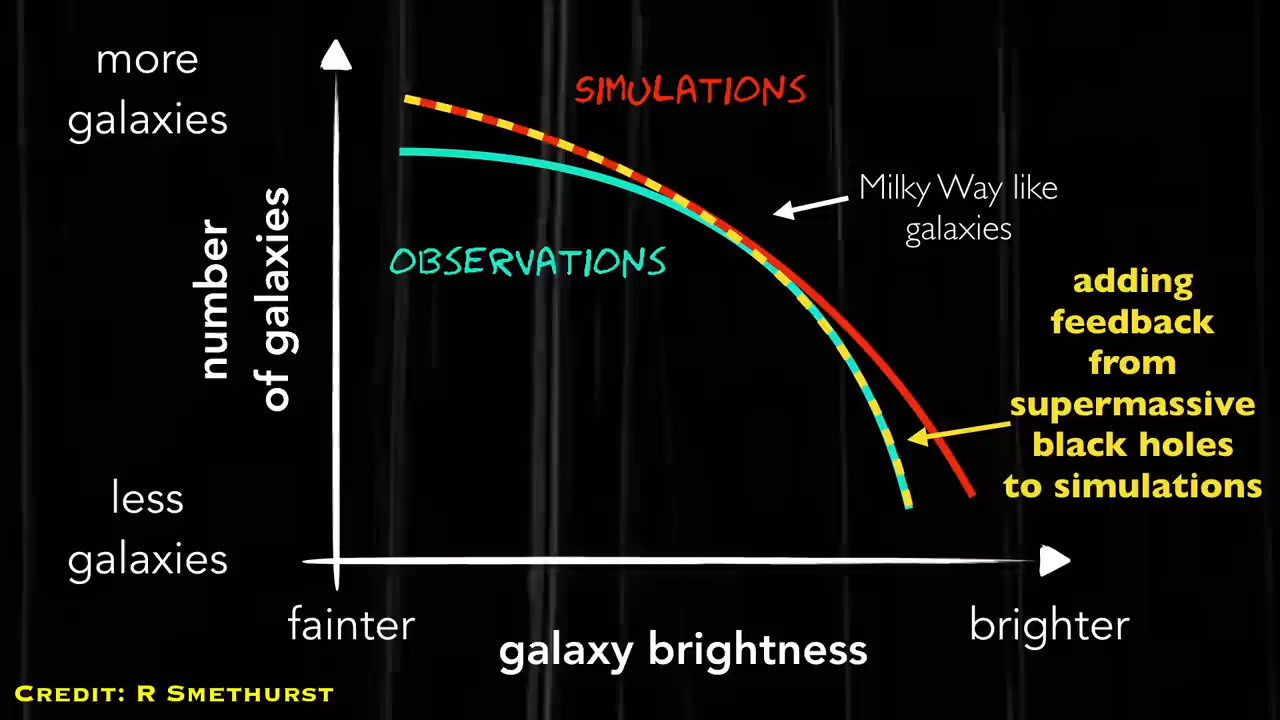 more
galaxies
SIMULATIONS
Milky Way like
galaxies
number
of galaxies
OBSERVATIONS
adding
feedback
from
supermassive
black holes
to simulations
less
galaxies
fainter
brighter
galaxy brightness
Credit: R Smethurst